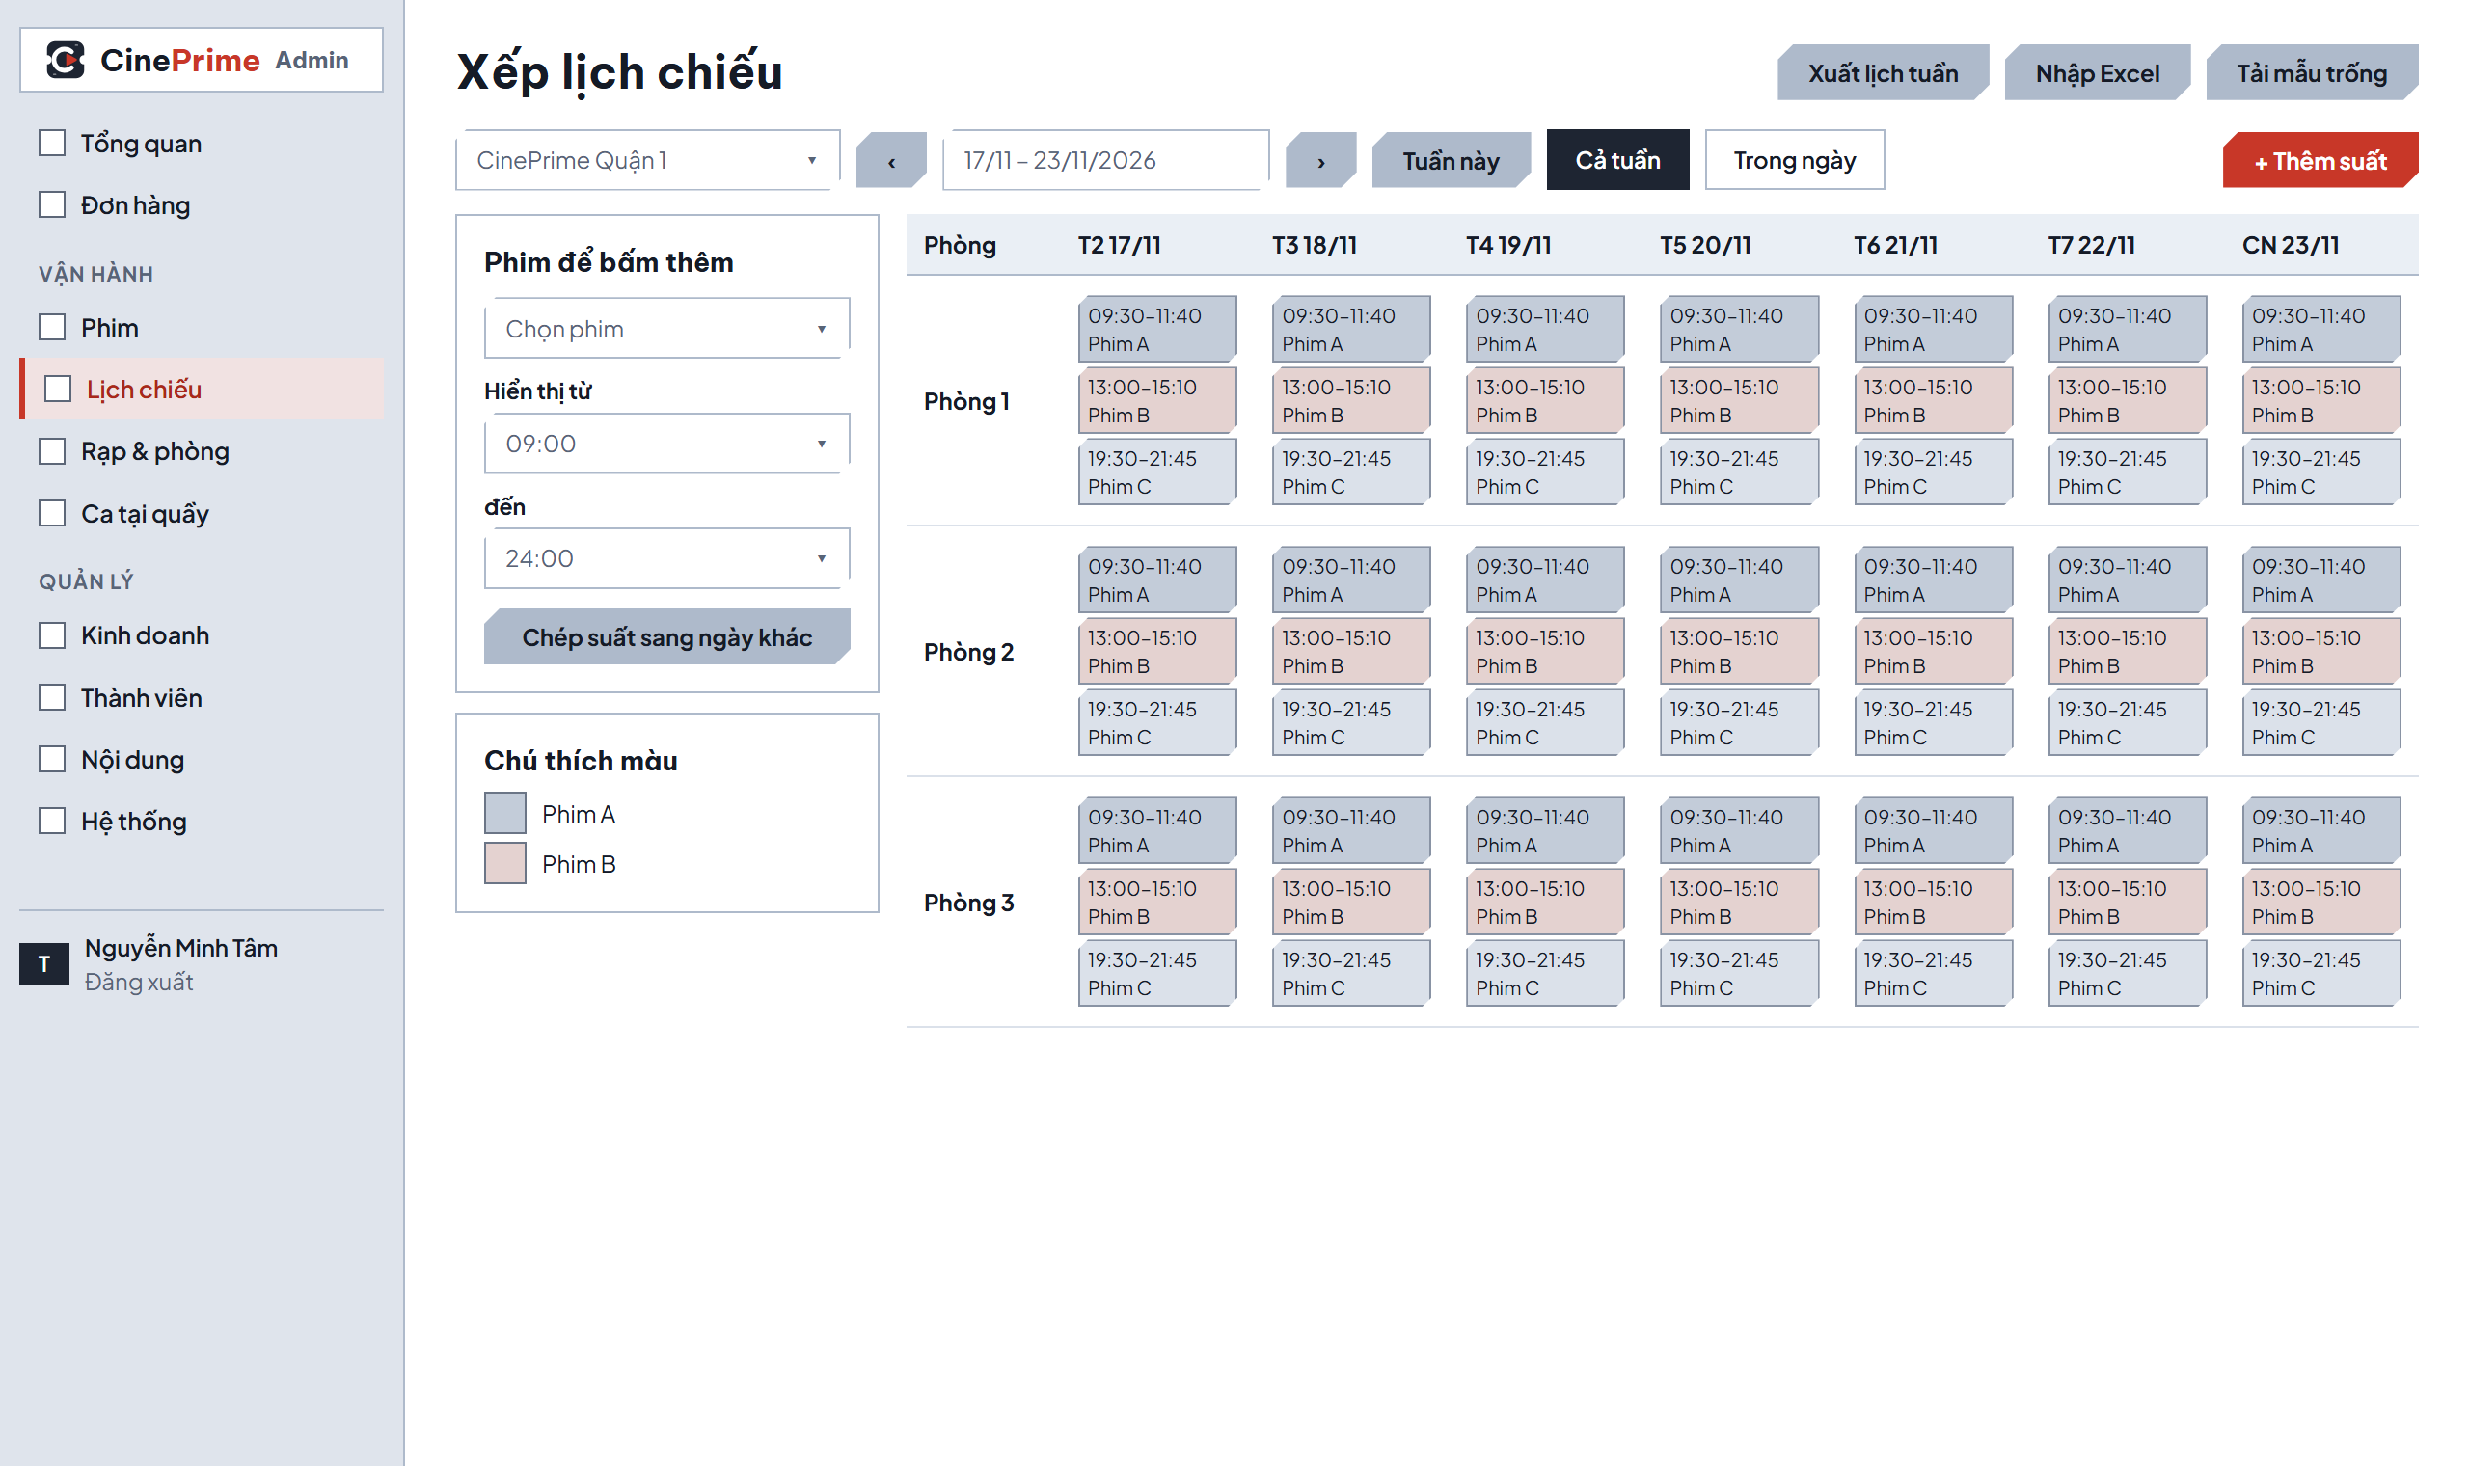 CinePrime Admin
Tổng quan
Đơn hàng
VẬN HÀNH
Phim
Lịch chiếu
Rạp & phòng
Ca tại quầy
QUẢN LÝ
Kinh doanh
Thành viên
Nội dung
Hệ thống
T
Nguyễn Minh Tâm
Đăng xuất
Xếp lịch chiếu
Xuất lịch tuần
Nhập Excel
Tải mẫu trống
CinePrime Quận 1
‹
17/11 – 23/11/2026
›
Tuần này
Cả tuần
Trong ngày
+ Thêm suất
Phim để bấm thêm
Chọn phim
Hiển thị từ
09:00
đến
24:00
Chép suất sang ngày khác
Chú thích màu
Phim A
Phim B
Phòng T2 17/11 T3 18/11 T4 19/11 T5 20/11 T6 21/11 T7 22/11 CN 23/11
09:30–11:40 09:30–11:40 09:30–11:40 09:30–11:40 09:30–11:40 09:30–11:40 09:30–11:40
Phim A Phim A Phim A Phim A Phim A Phim A Phim A
Phòng 1
13:00–15:10 13:00–15:10 13:00–15:10 13:00–15:10 13:00–15:10 13:00–15:10 13:00–15:10
Phim B Phim B Phim B Phim B Phim B Phim B Phim B
19:30–21:45 19:30–21:45 19:30–21:45 19:30–21:45 19:30–21:45 19:30–21:45 19:30–21:45
Phim C Phim C Phim C Phim C Phim C Phim C Phim C
09:30–11:40 09:30–11:40 09:30–11:40 09:30–11:40 09:30–11:40 09:30–11:40 09:30–11:40
Phim A Phim A Phim A Phim A Phim A Phim A Phim A
Phòng 2
13:00–15:10 13:00–15:10 13:00–15:10 13:00–15:10 13:00–15:10 13:00–15:10 13:00–15:10
Phim B Phim B Phim B Phim B Phim B Phim B Phim B
19:30–21:45 19:30–21:45 19:30–21:45 19:30–21:45 19:30–21:45 19:30–21:45 19:30–21:45
Phim C Phim C Phim C Phim C Phim C Phim C Phim C
09:30–11:40 09:30–11:40 09:30–11:40 09:30–11:40 09:30–11:40 09:30–11:40 09:30–11:40
Phim A Phim A Phim A Phim A Phim A Phim A Phim A
Phòng 3
13:00–15:10 13:00–15:10 13:00–15:10 13:00–15:10 13:00–15:10 13:00–15:10 13:00–15:10
Phim B Phim B Phim B Phim B Phim B Phim B Phim B
19:30–21:45 19:30–21:45 19:30–21:45 19:30–21:45 19:30–21:45 19:30–21:45 19:30–21:45
Phim C Phim C Phim C Phim C Phim C Phim C Phim C